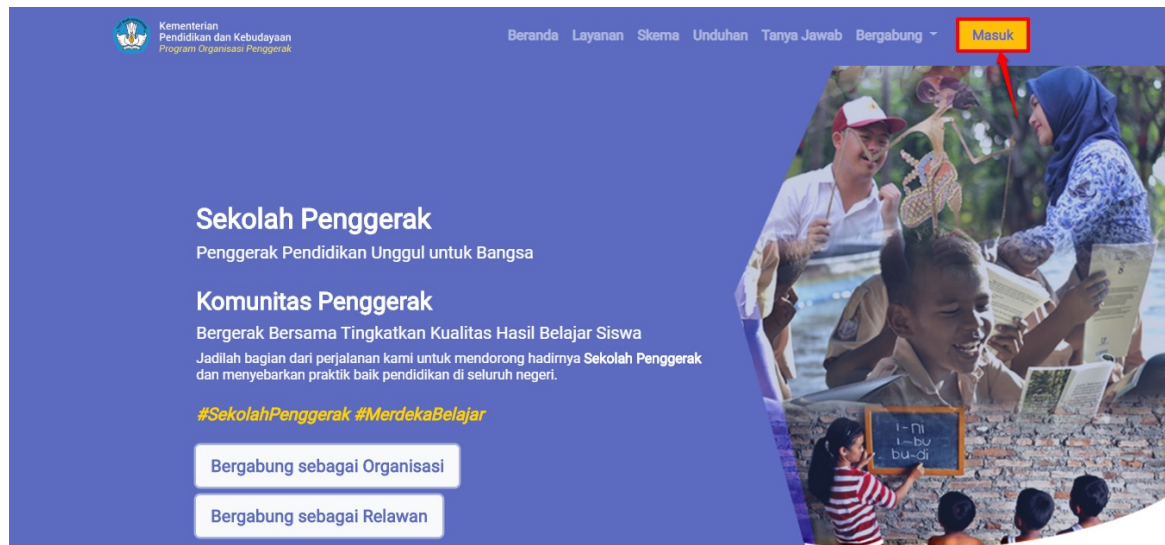 Kementerian
Pendidikan dan Kebudayaan
Program Organisasi Penggerak
Beranda Layanan Skema Unduhan Tanya Jawab Bergabung Masuk
Sekolah Penggerak
Penggerak Pendidikan Unggul untuk Bangsa
Komunitas Penggerak
Bergerak Bersama Tingkatkan Kualitas Hasil Belajar Siswa
Jadilah bagian dari perjalanan kami untuk mendorong hadirnya Sekolah Penggerak
dan menyebarkan praktik baik pendidikan di seluruh negeri.
#SekolahPenggerak #MerdekaBelajar
Bergabung sebagai Organisasi
Bergabung sebagai Relawan
i-ni
i-bu
bu-di